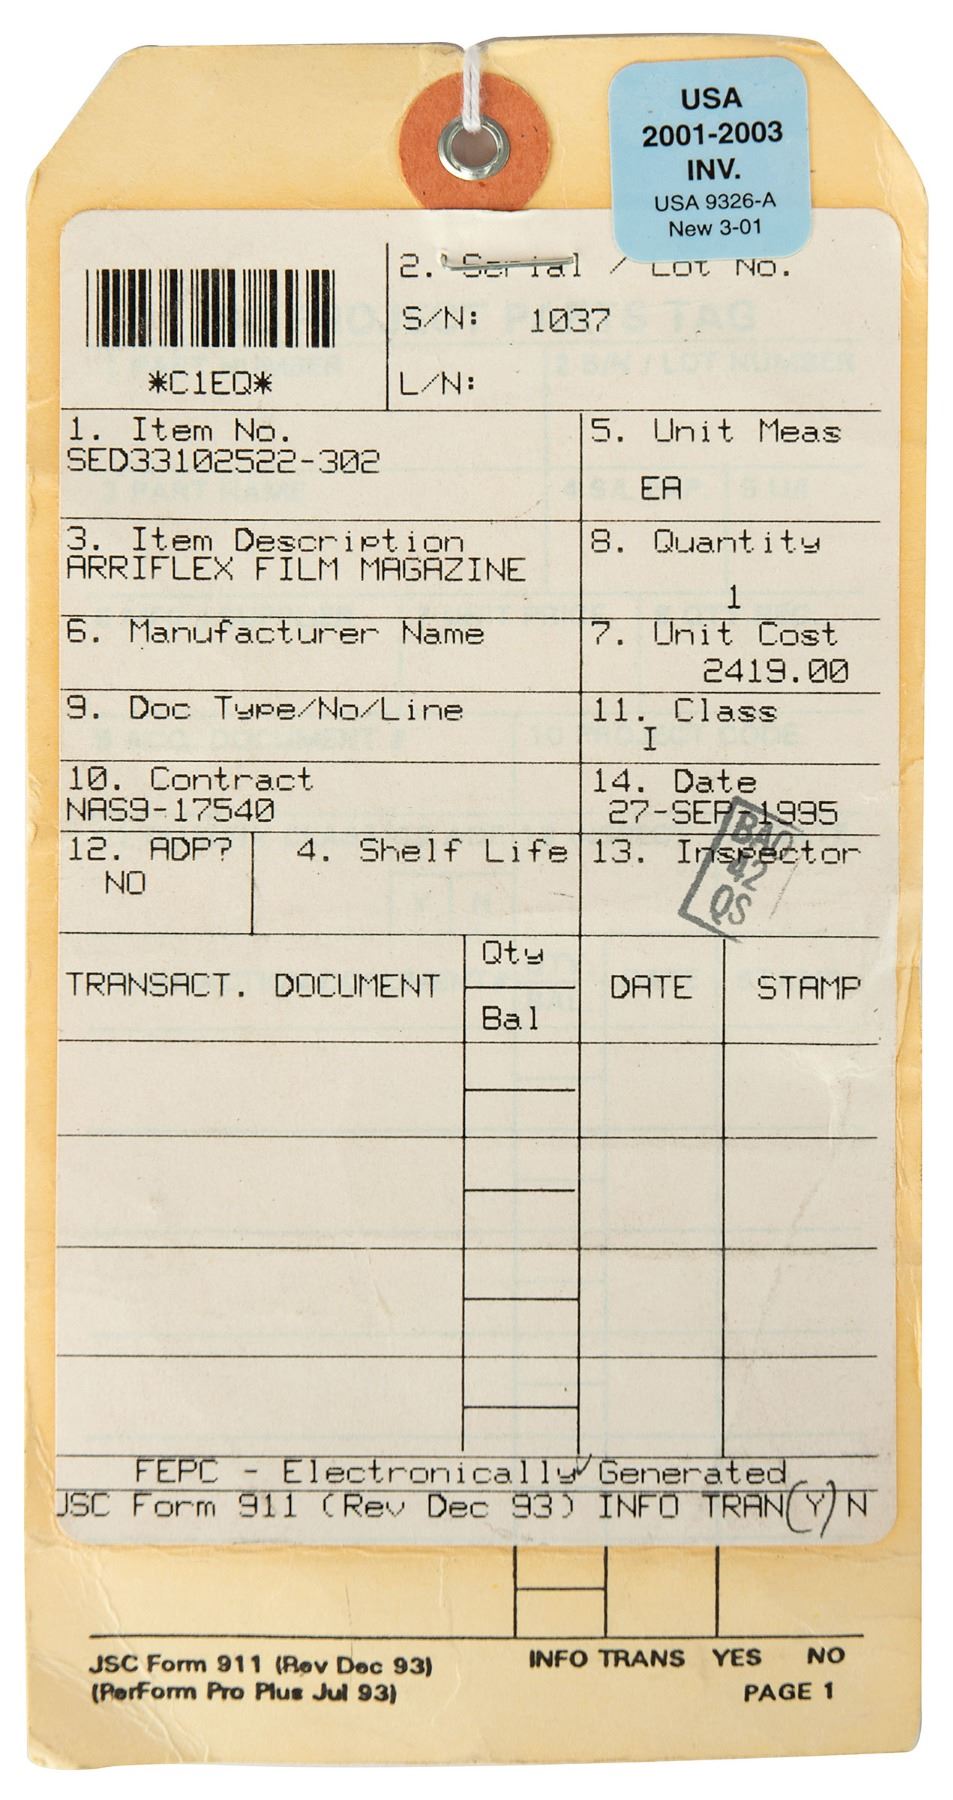 USA
2001-2003
INV.
USA 9326-A
New 3-01
2. Serial / Lot No.
S/N: 1037
*C1EQ*
L/N:
1. Item No.
SED33102522-302
5. Unit Meas
EA
3. Item Description
ARRIFLEX FILM MAGAZINE
8. Quantity
1
6. Manufacturer Name
7. Unit Cost
2419.00
9. Doc Type/No/Line
11. Class
I
10. Contract
NAS9-17540
14. Date
27-SEP-1995
12. ADP?
NO
4. Shelf Life
13. Inspector
42
QS
TRANSACT. DOCUMENT
Qty
Bal
DATE
STAMP
FEPC - Electronically Generated
JSC Form 911 (Rev Dec 93) INFO TRAN (Y) N
JSC Form 911 (Rev Dec 93)
(PerForm Pro Plus Jul 93)
INFO TRANS YES NO
PAGE 1